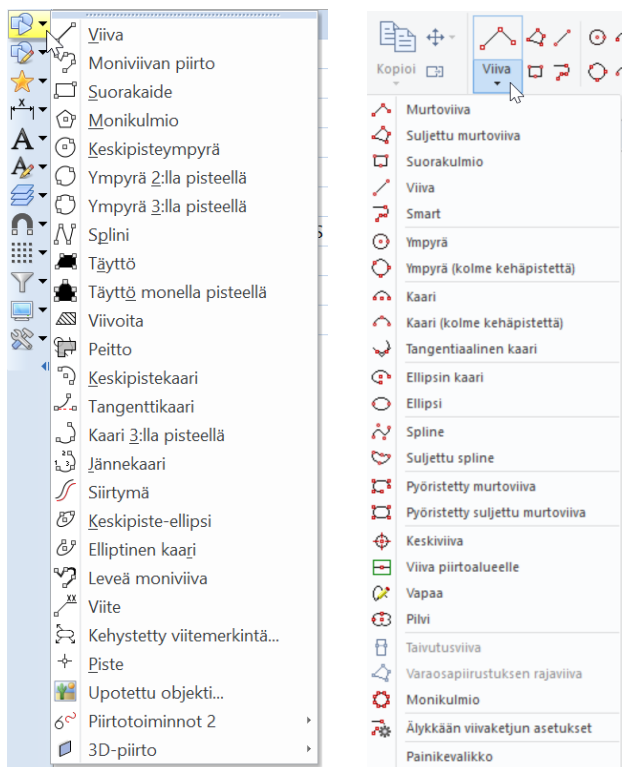 Viiva
Moniviivan piirto
Suorakaide
Monikulmio
Keskipisteympyrä
Ympyrä 2:lla pisteellä
Ympyrä 3:lla pisteellä
Splini
Täyttö
Täyttö monella pisteellä
Viivoita
Peitto
Keskipistekaari
Tangenttikaari
Kaari 3:lla pisteellä
Jännekaari
Siirtymä
Keskipiste-ellipsi
Elliptinen kaari
Leveä moniviiva
Viite
Kehystetty viitemerkintä...
Piste
Upotettu objekti...
Piirtotoiminnot 2
3D-piirto
Kopioi
Viiva
Murtoviiva
Suljettu murtoviiva
Suorakulmio
Viiva
Smart
Ympyrä
Ympyrä (kolme kehäpistettä)
Kaari
Kaari (kolme kehäpistettä)
Tangentiaalinen kaari
Ellipsin kaari
Ellipsi
Spline
Suljettu spline
Pyöristetty murtoviiva
Pyöristetty suljettu murtoviiva
Keskiviiva
Viiva piirtoalueelle
Vapaa
Pilvi
Taivutusviiva
Varaosapiirustuksen rajaviiva
Monikulmio
Älykkään viivaketjun asetukset
Painikevalikko